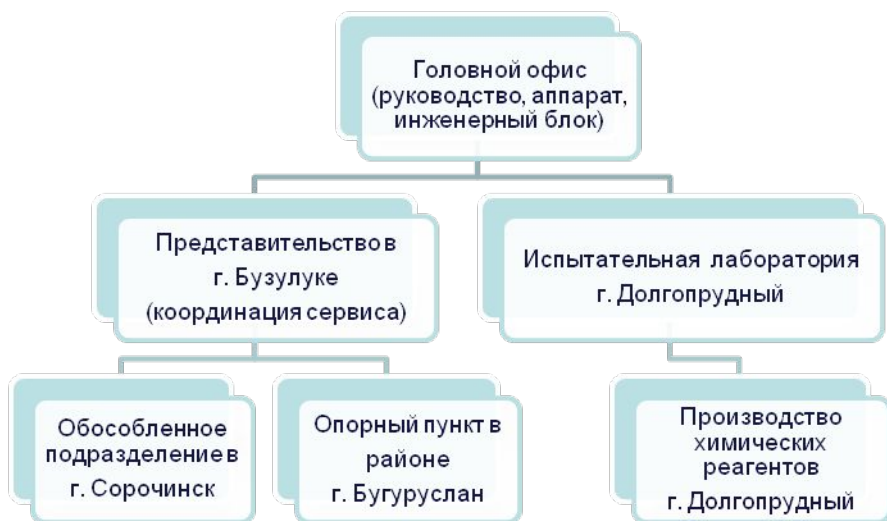 Головной офис
(руководство, аппарат,
инженерный блок)
Представительство в
г. Бузулуке
(координация сервиса)
Испытательная лаборатория
г. Долгопрудный
Обособленное
подразделение в
г. Сорочинск
Опорный пункт в
районе
г. Бугуруслан
Производство
химических
реагентов
г. Долгопрудный